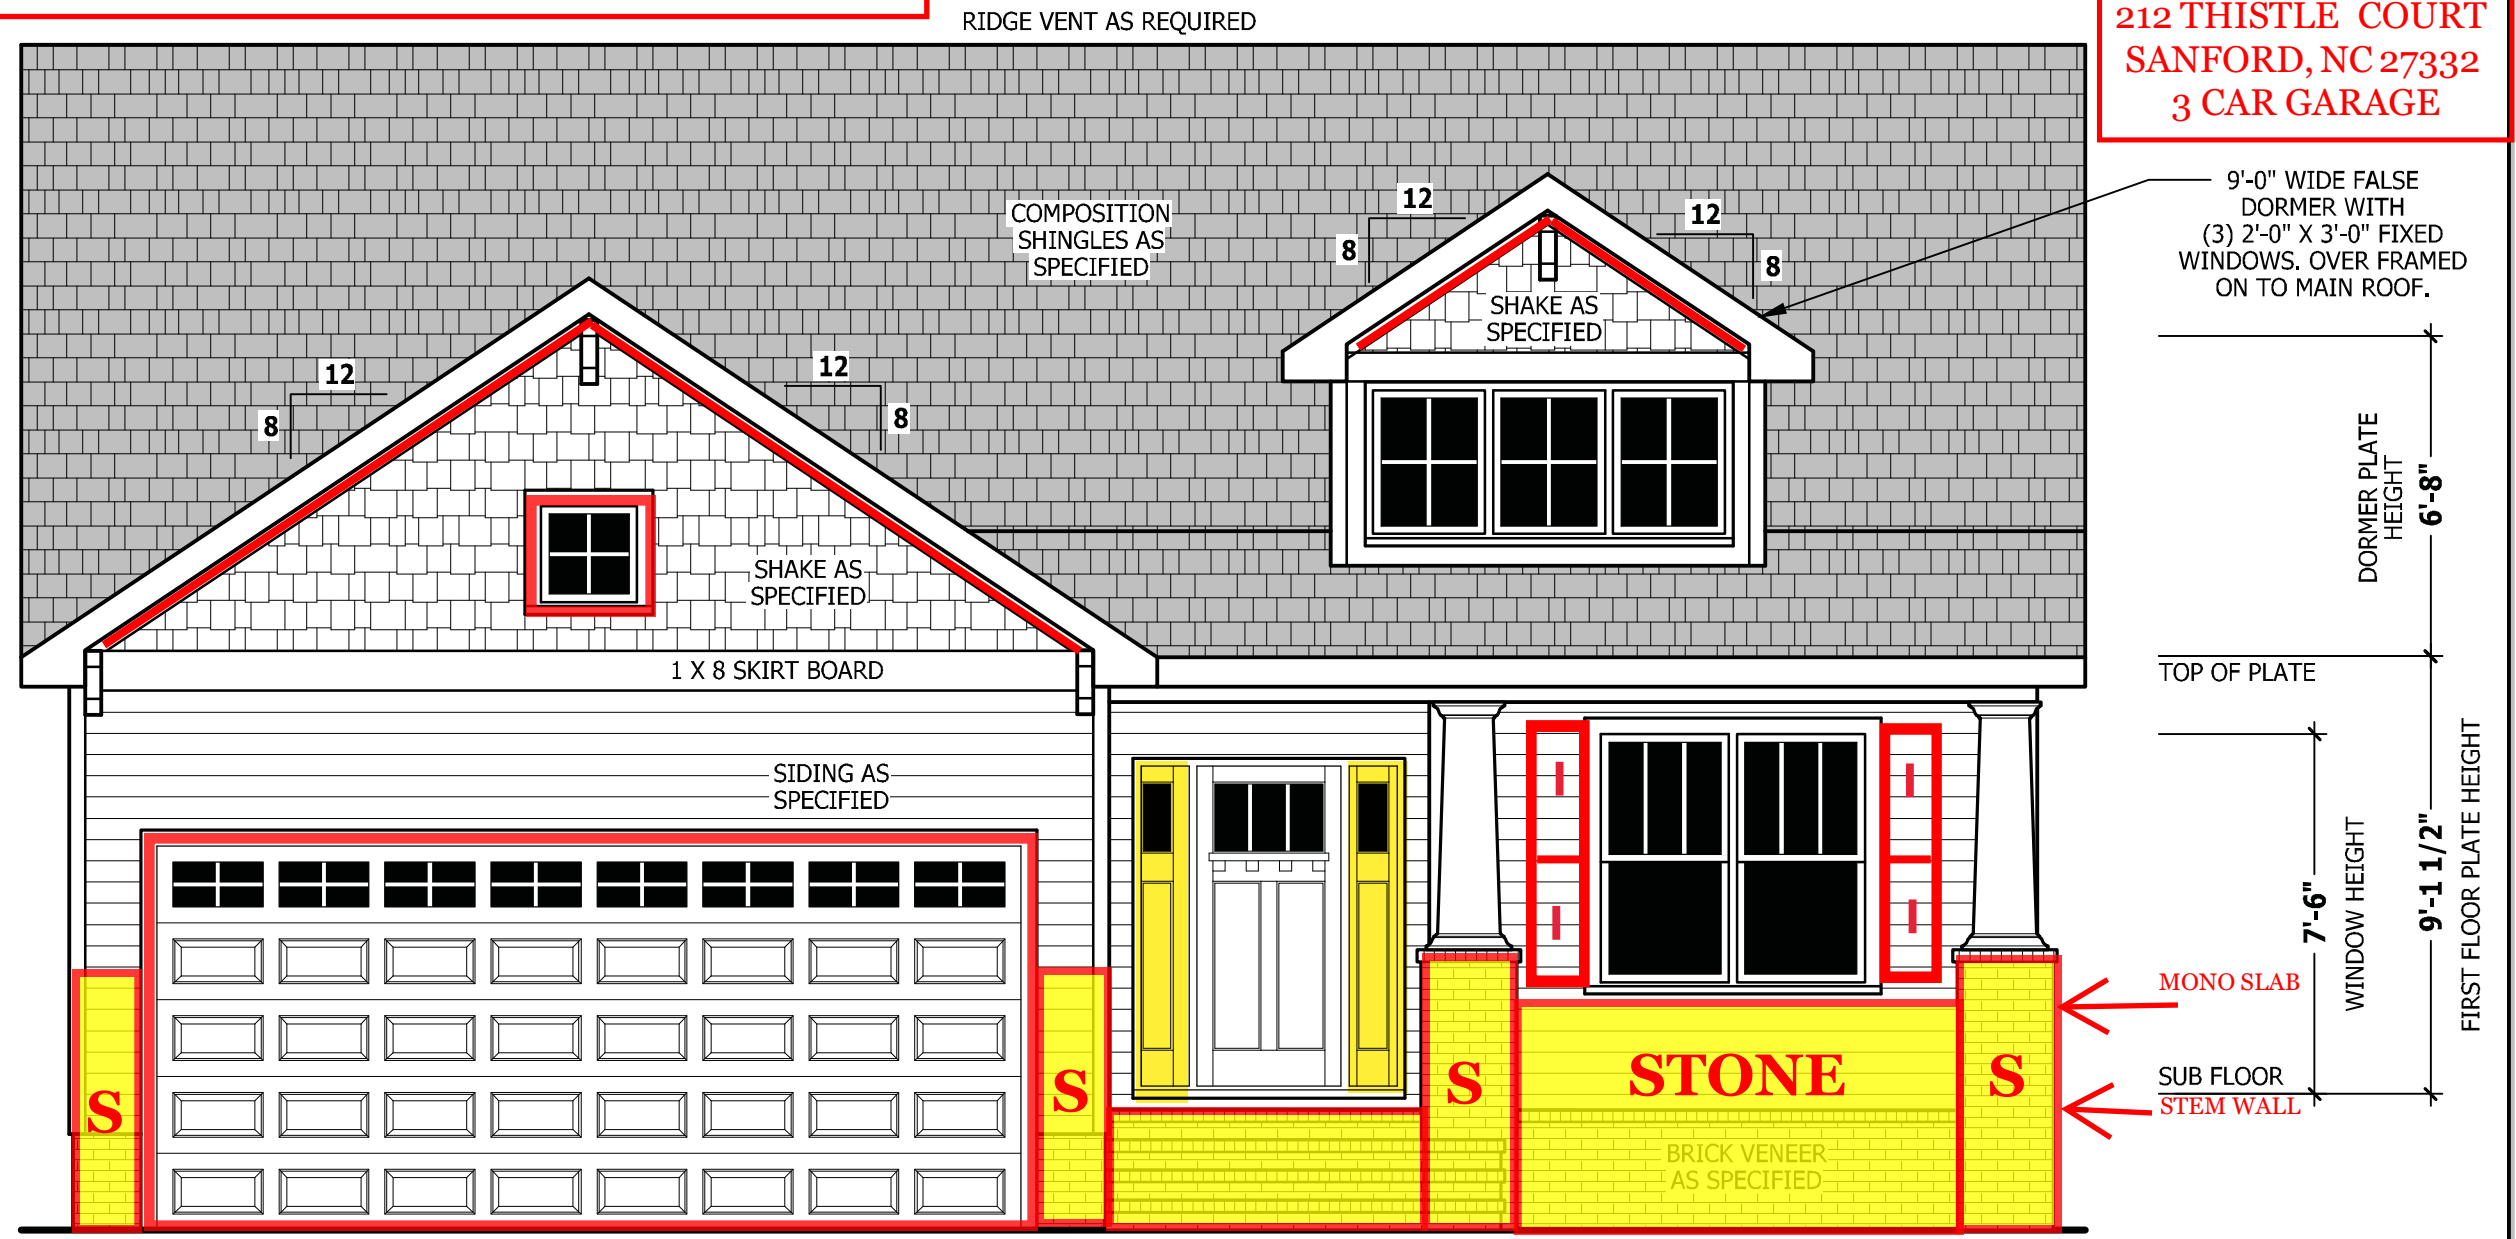 RIDGE VENT AS REQUIRED
212 THISTLE COURT
SANFORD, NC 27332
3 CAR GARAGE
9'-0" WIDE FALSE
DORMER WITH
(3) 2'-0" X 3'-0" FIXED
WINDOWS. OVER FRAMED
ON TO MAIN ROOF.
COMPOSITION
SHINGLES AS
SPECIFIED
12
8
12
8
SHAKE AS
SPECIFIED
12
8
12
8
SHAKE AS
SPECIFIED
DORMER PLATE
HEIGHT
6'-8"
1 X 8 SKIRT BOARD
TOP OF PLATE
SIDING AS
SPECIFIED
7'-6"
WINDOW HEIGHT
9'-1 1/2"
FIRST FLOOR PLATE HEIGHT
MONO SLAB
SUB FLOOR
STEM WALL
S
S
S
STONE
S
BRICK VENEER
AS SPECIFIED